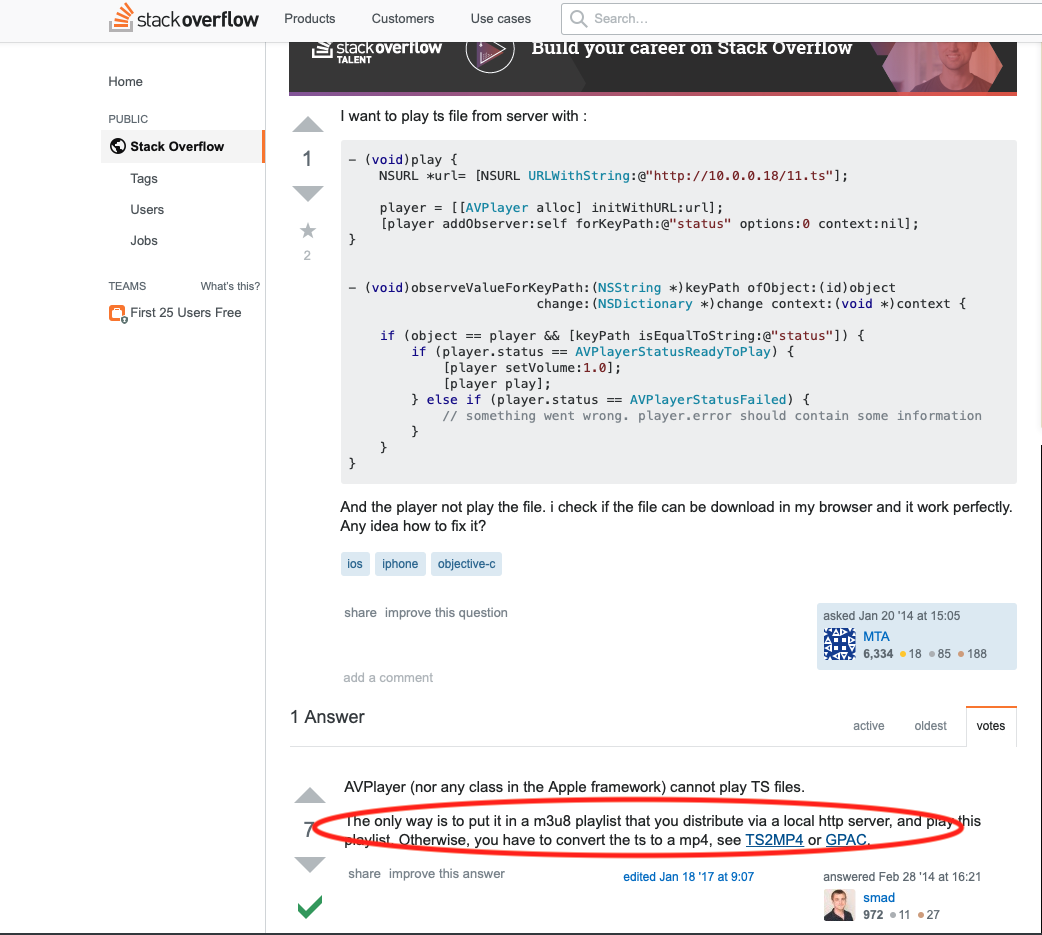 stackoverflow Products Customers Use cases Search...
stackoverflow
TALENT
Build your career on Stack Overflow
Home
PUBLIC
Stack Overflow
Tags
Users
Jobs
TEAMS What's this?
First 25 Users Free
I want to play ts file from server with :
1
2
- (void)play {
NSURL *url= [NSURL URLWithString:@"http://10.0.0.18/11.ts"];
player = [[AVPlayer alloc] initWithURL:url];
[player addObserver:self forKeyPath:@"status" options:0 context:nil];
}
- (void)observeValueForKeyPath:(NSString *)keyPath ofObject:(id)object
change:(NSDictionary *)change context:(void *)context {
if (object == player && [keyPath isEqualToString:@"status"]) {
if (player.status == AVPlayerStatusReadyToPlay) {
[player setVolume:1.0];
[player play];
} else if (player.status == AVPlayerStatusFailed) {
// something went wrong. player.error should contain some information
}
}
}
And the player not play the file. i check if the file can be download in my browser and it work perfectly.
Any idea how to fix it?
ios iphone objective-c
share improve this question
asked Jan 20 '14 at 15:05
MTA
6,334 18 85 188
add a comment
1 Answer
active oldest votes
AVPlayer (nor any class in the Apple framework) cannot play TS files.
7
The only way is to put it in a m3u8 playlist that you distribute via a local http server, and play this
playlist. Otherwise, you have to convert the ts to a mp4, see TS2MP4 or GPAC.
share improve this answer
edited Jan 18 '17 at 9:07
answered Feb 28 '14 at 16:21
smad
972 11 27